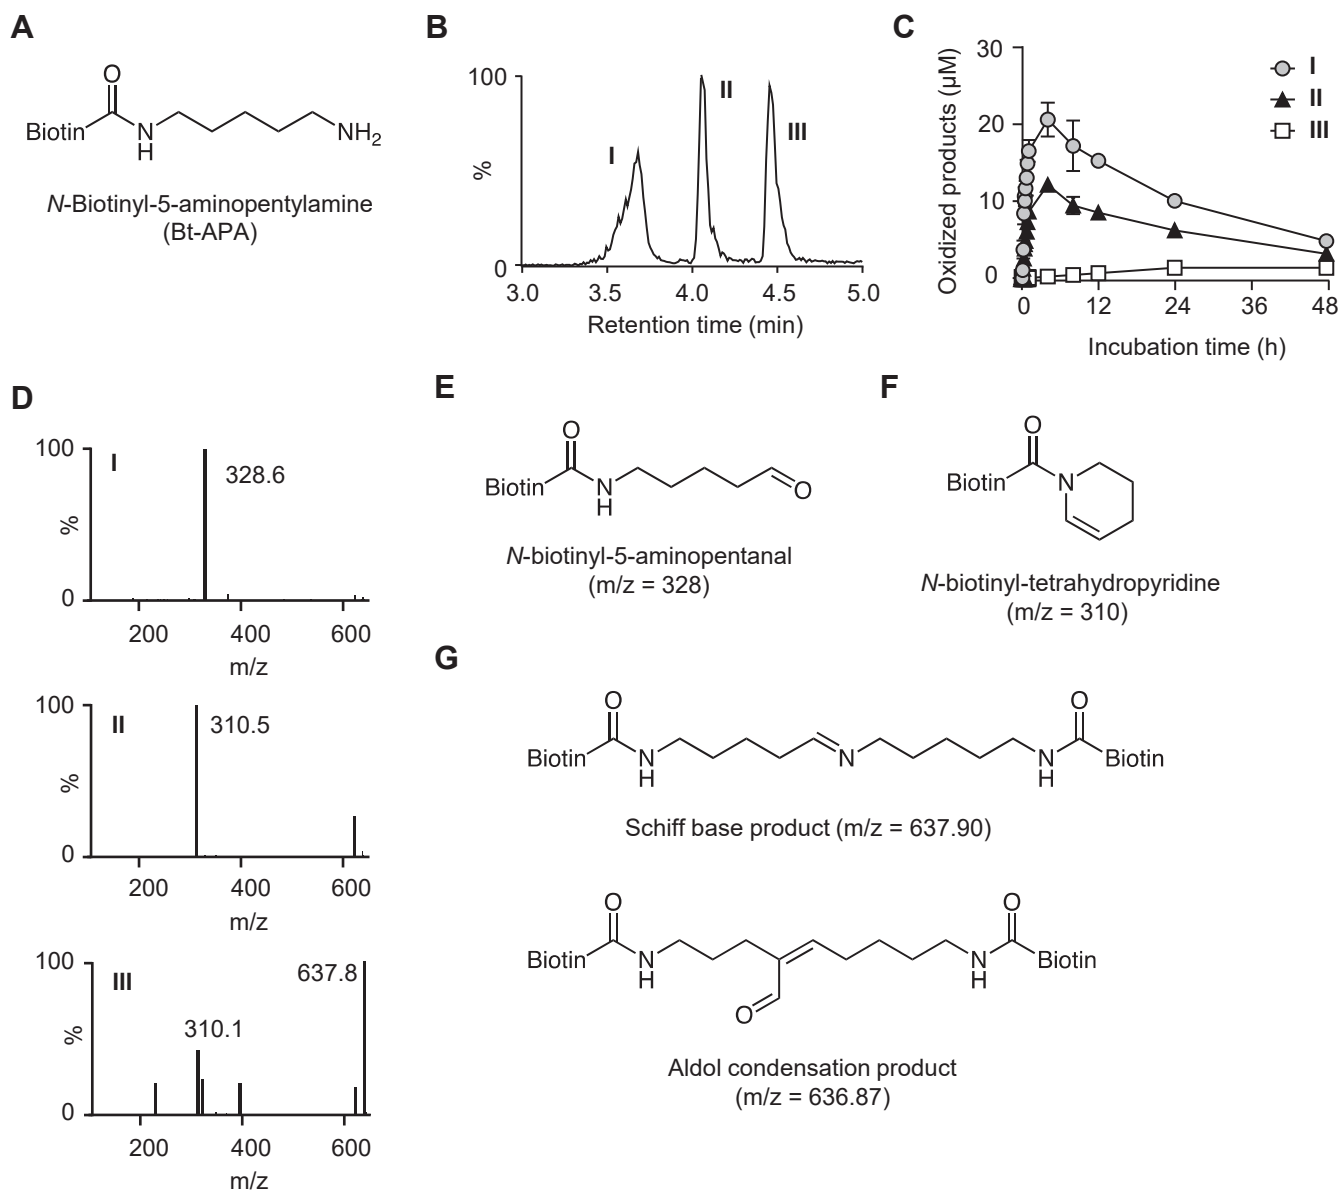 A
O
Biotin
N
H
NH2
N-Biotinyl-5-aminopentylamine
(Bt-APA)
B
100
%
0
I
II
III
3.0 3.5 4.0 4.5 5.0
Retention time (min)
C
Oxidized products (µM)
30
20
10
0
I
II
III
0 12 24 36 48
Incubation time (h)
D
100
I
328.6
%
0
200 400 600
m/z
100
II
310.5
%
0
200 400 600
m/z
100
III
637.8
310.1
%
0
200 400 600
m/z
E
O
Biotin
N
H
O
N-biotinyl-5-aminopentanal
(m/z = 328)
F
O
Biotin
N
N-biotinyl-tetrahydropyridine
(m/z = 310)
G
O O
Biotin N N N Biotin
H H
Schiff base product (m/z = 637.90)
O O
Biotin N N Biotin
H H
O
Aldol condensation product
(m/z = 636.87)